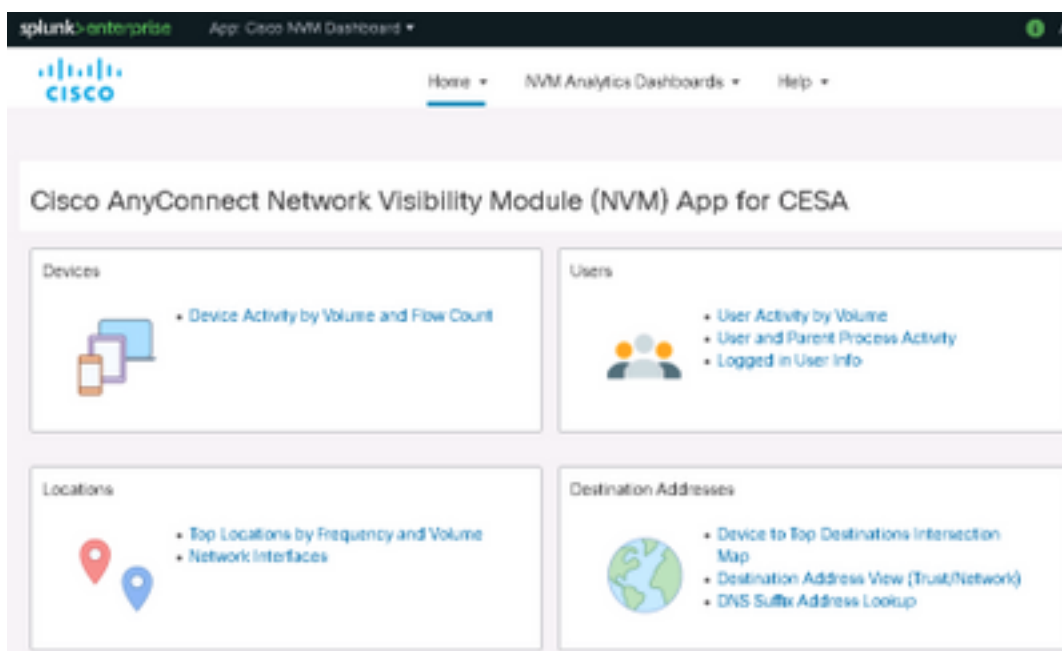 splunk>enterprise App: Cisco NVM Dashboard
CISCO
Home NVM Analytics Dashboards Help
Cisco AnyConnect Network Visibility Module (NVM) App for CESA
Devices
• Device Activity by Volume and Flow Count
Users
• User Activity by Volume
• User and Parent Process Activity
• Logged in User Info
Locations
• Top Locations by Frequency and Volume
• Network Interfaces
Destination Addresses
• Device to Top Destinations Intersection
Map
• Destination Address View (Trust/Network)
• DNS Suffix Address Lookup